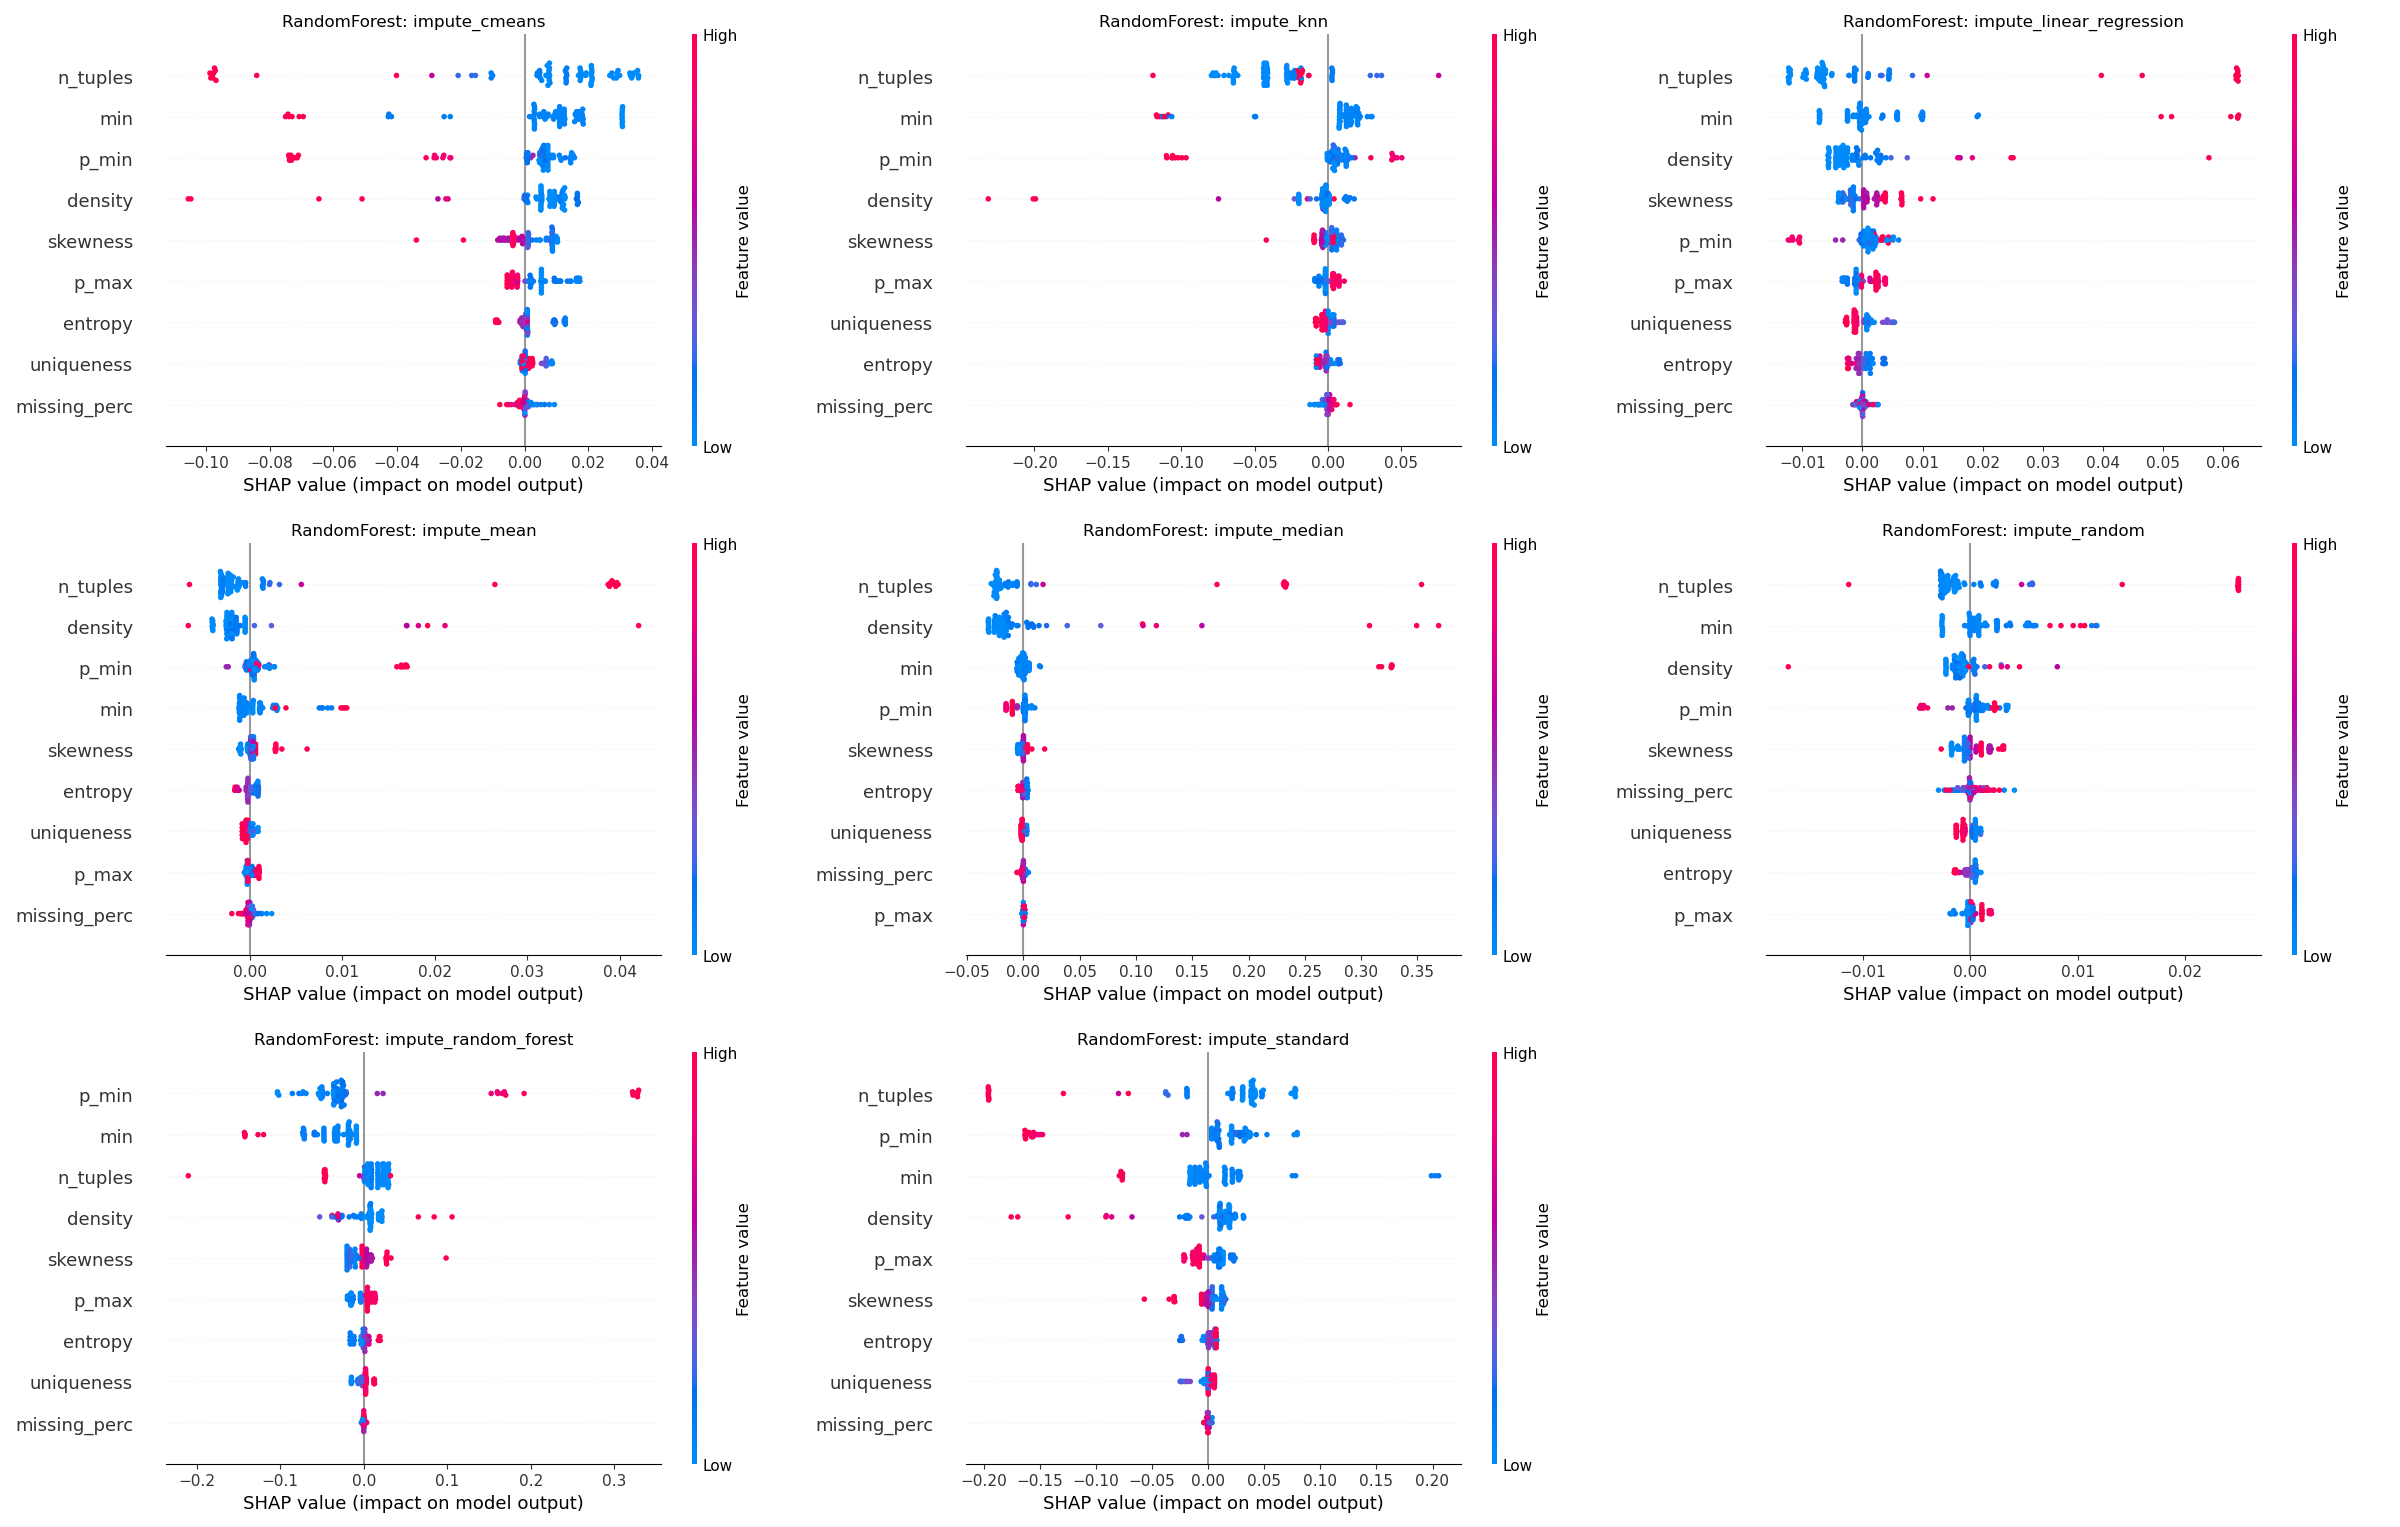 RandomForest: impute_cmeans
High
n_tuples
min
p_min
density
skewness
p_max
entropy
uniqueness
missing_perc
Feature value
Low
−0.10 −0.08 −0.06 −0.04 −0.02 0.00 0.02 0.04
SHAP value (impact on model output)
RandomForest: impute_knn
High
n_tuples
min
p_min
density
skewness
p_max
uniqueness
entropy
missing_perc
Feature value
Low
−0.20 −0.15 −0.10 −0.05 0.00 0.05
SHAP value (impact on model output)
RandomForest: impute_linear_regression
High
n_tuples
min
density
skewness
p_min
p_max
uniqueness
entropy
missing_perc
Feature value
Low
−0.01 0.00 0.01 0.02 0.03 0.04 0.05 0.06
SHAP value (impact on model output)
RandomForest: impute_mean
High
n_tuples
density
p_min
min
skewness
entropy
uniqueness
p_max
missing_perc
Feature value
Low
0.00 0.01 0.02 0.03 0.04
SHAP value (impact on model output)
RandomForest: impute_median
High
n_tuples
density
min
p_min
skewness
entropy
uniqueness
missing_perc
p_max
Feature value
Low
−0.05 0.00 0.05 0.10 0.15 0.20 0.25 0.30 0.35
SHAP value (impact on model output)
RandomForest: impute_random
High
n_tuples
min
density
p_min
skewness
missing_perc
uniqueness
entropy
p_max
Feature value
Low
−0.01 0.00 0.01 0.02
SHAP value (impact on model output)
RandomForest: impute_random_forest
High
p_min
min
n_tuples
density
skewness
p_max
entropy
uniqueness
missing_perc
Feature value
Low
−0.2 −0.1 0.0 0.1 0.2 0.3
SHAP value (impact on model output)
RandomForest: impute_standard
High
n_tuples
p_min
min
density
p_max
skewness
entropy
uniqueness
missing_perc
Feature value
Low
−0.20 −0.15 −0.10 −0.05 0.00 0.05 0.10 0.15 0.20
SHAP value (impact on model output)